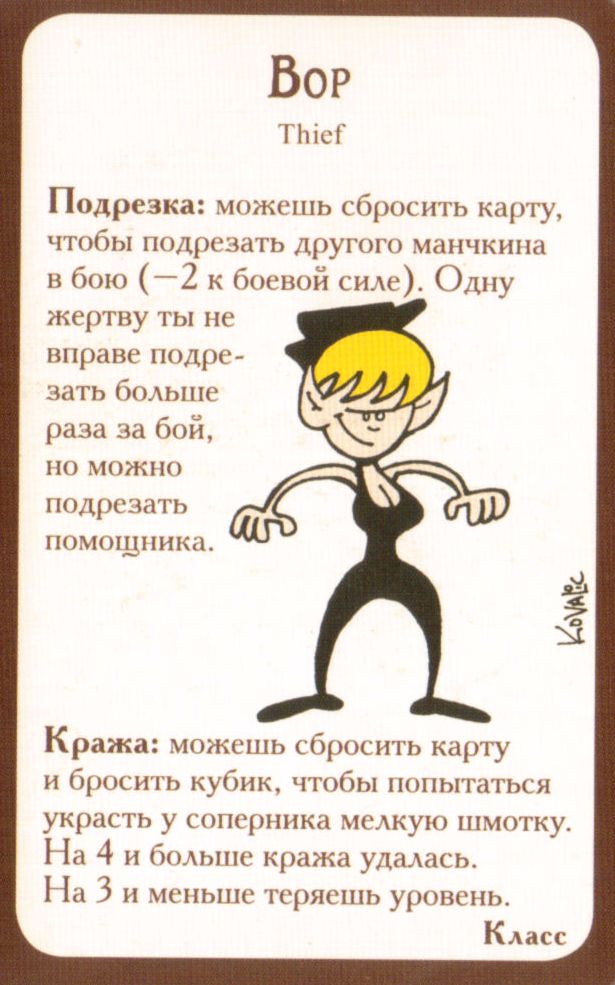 Вор
Thief
Подрезка: можешь сбросить карту,
чтобы подрезать другого манчкина
в бою (−2 к боевой силе). Одну
жертву ты не
вправе подре-
зать больше
раза за бой,
но можно
подрезать
помощника.
KOVALIC
Кража: можешь сбросить карту
и бросить кубик, чтобы попытаться
украсть у соперника мелкую шмотку.
На 4 и больше кража удалась.
На 3 и меньше теряешь уровень.
Класс